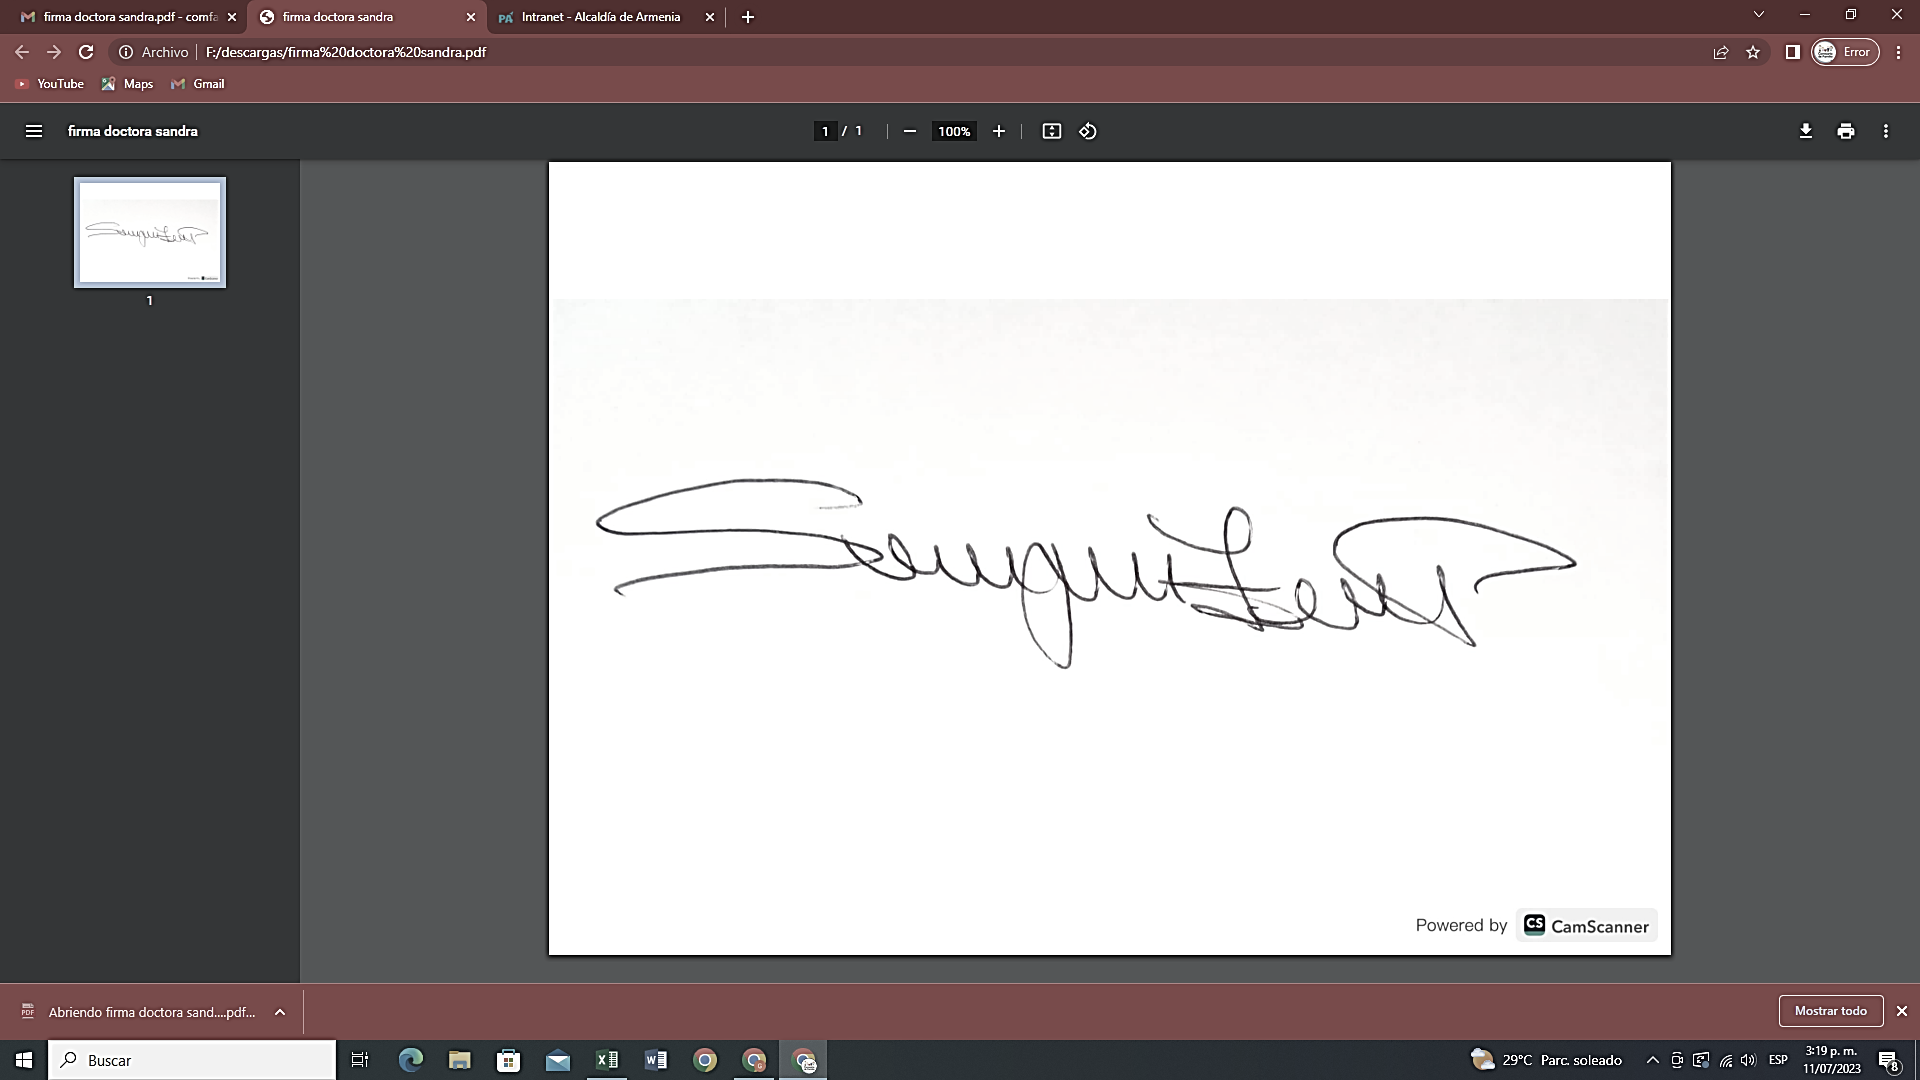 firma doctora sandra.pdf - comfa
firma doctora sandra
Intranet - Alcaldía de Armenia
Archivo
F:/descargas/firma%20doctora%20sandra.pdf
Error
YouTube
Maps
Gmail
firma doctora sandra
1 / 1
100%
1
Powered by CS CamScanner
Abriendo firma doctora sand....pdf...
Mostrar todo
Buscar
29°C Parc. soleado
ESP
3:19 p. m.
11/07/2023
8